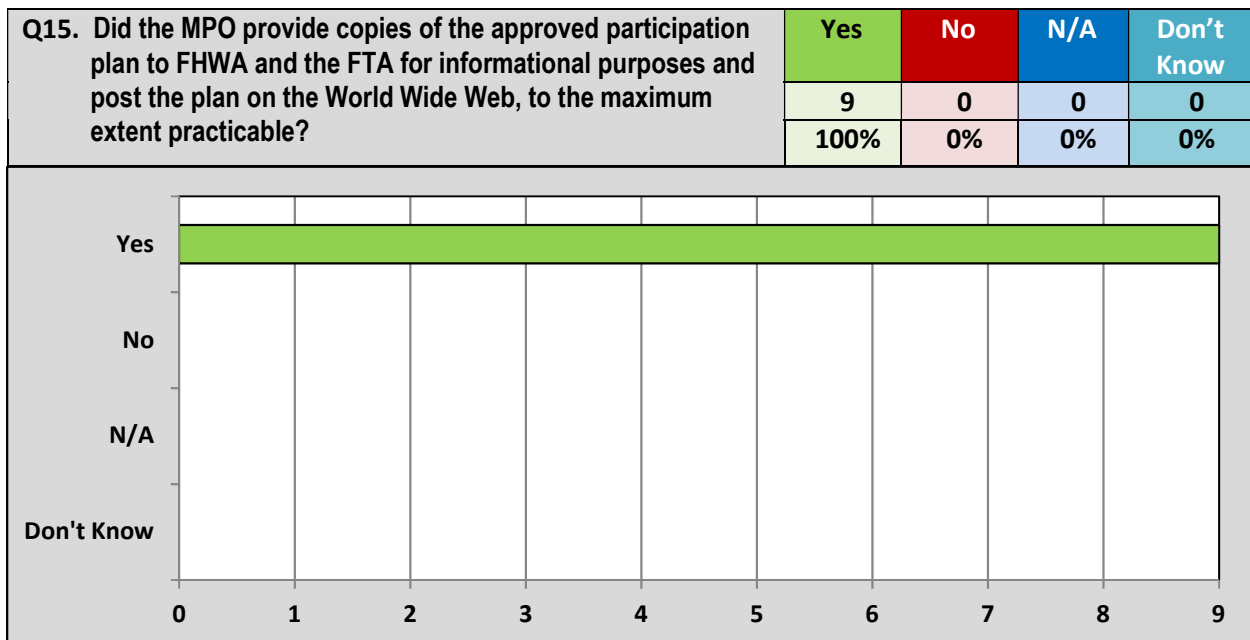 Q15. Did the MPO provide copies of the approved participation
plan to FHWA and the FTA for informational purposes and
post the plan on the World Wide Web, to the maximum
extent practicable?
Yes No N/A Don’t
Know
9 0 0 0
100% 0% 0% 0%
Yes
No
N/A
Don't Know
0 1 2 3 4 5 6 7 8 9